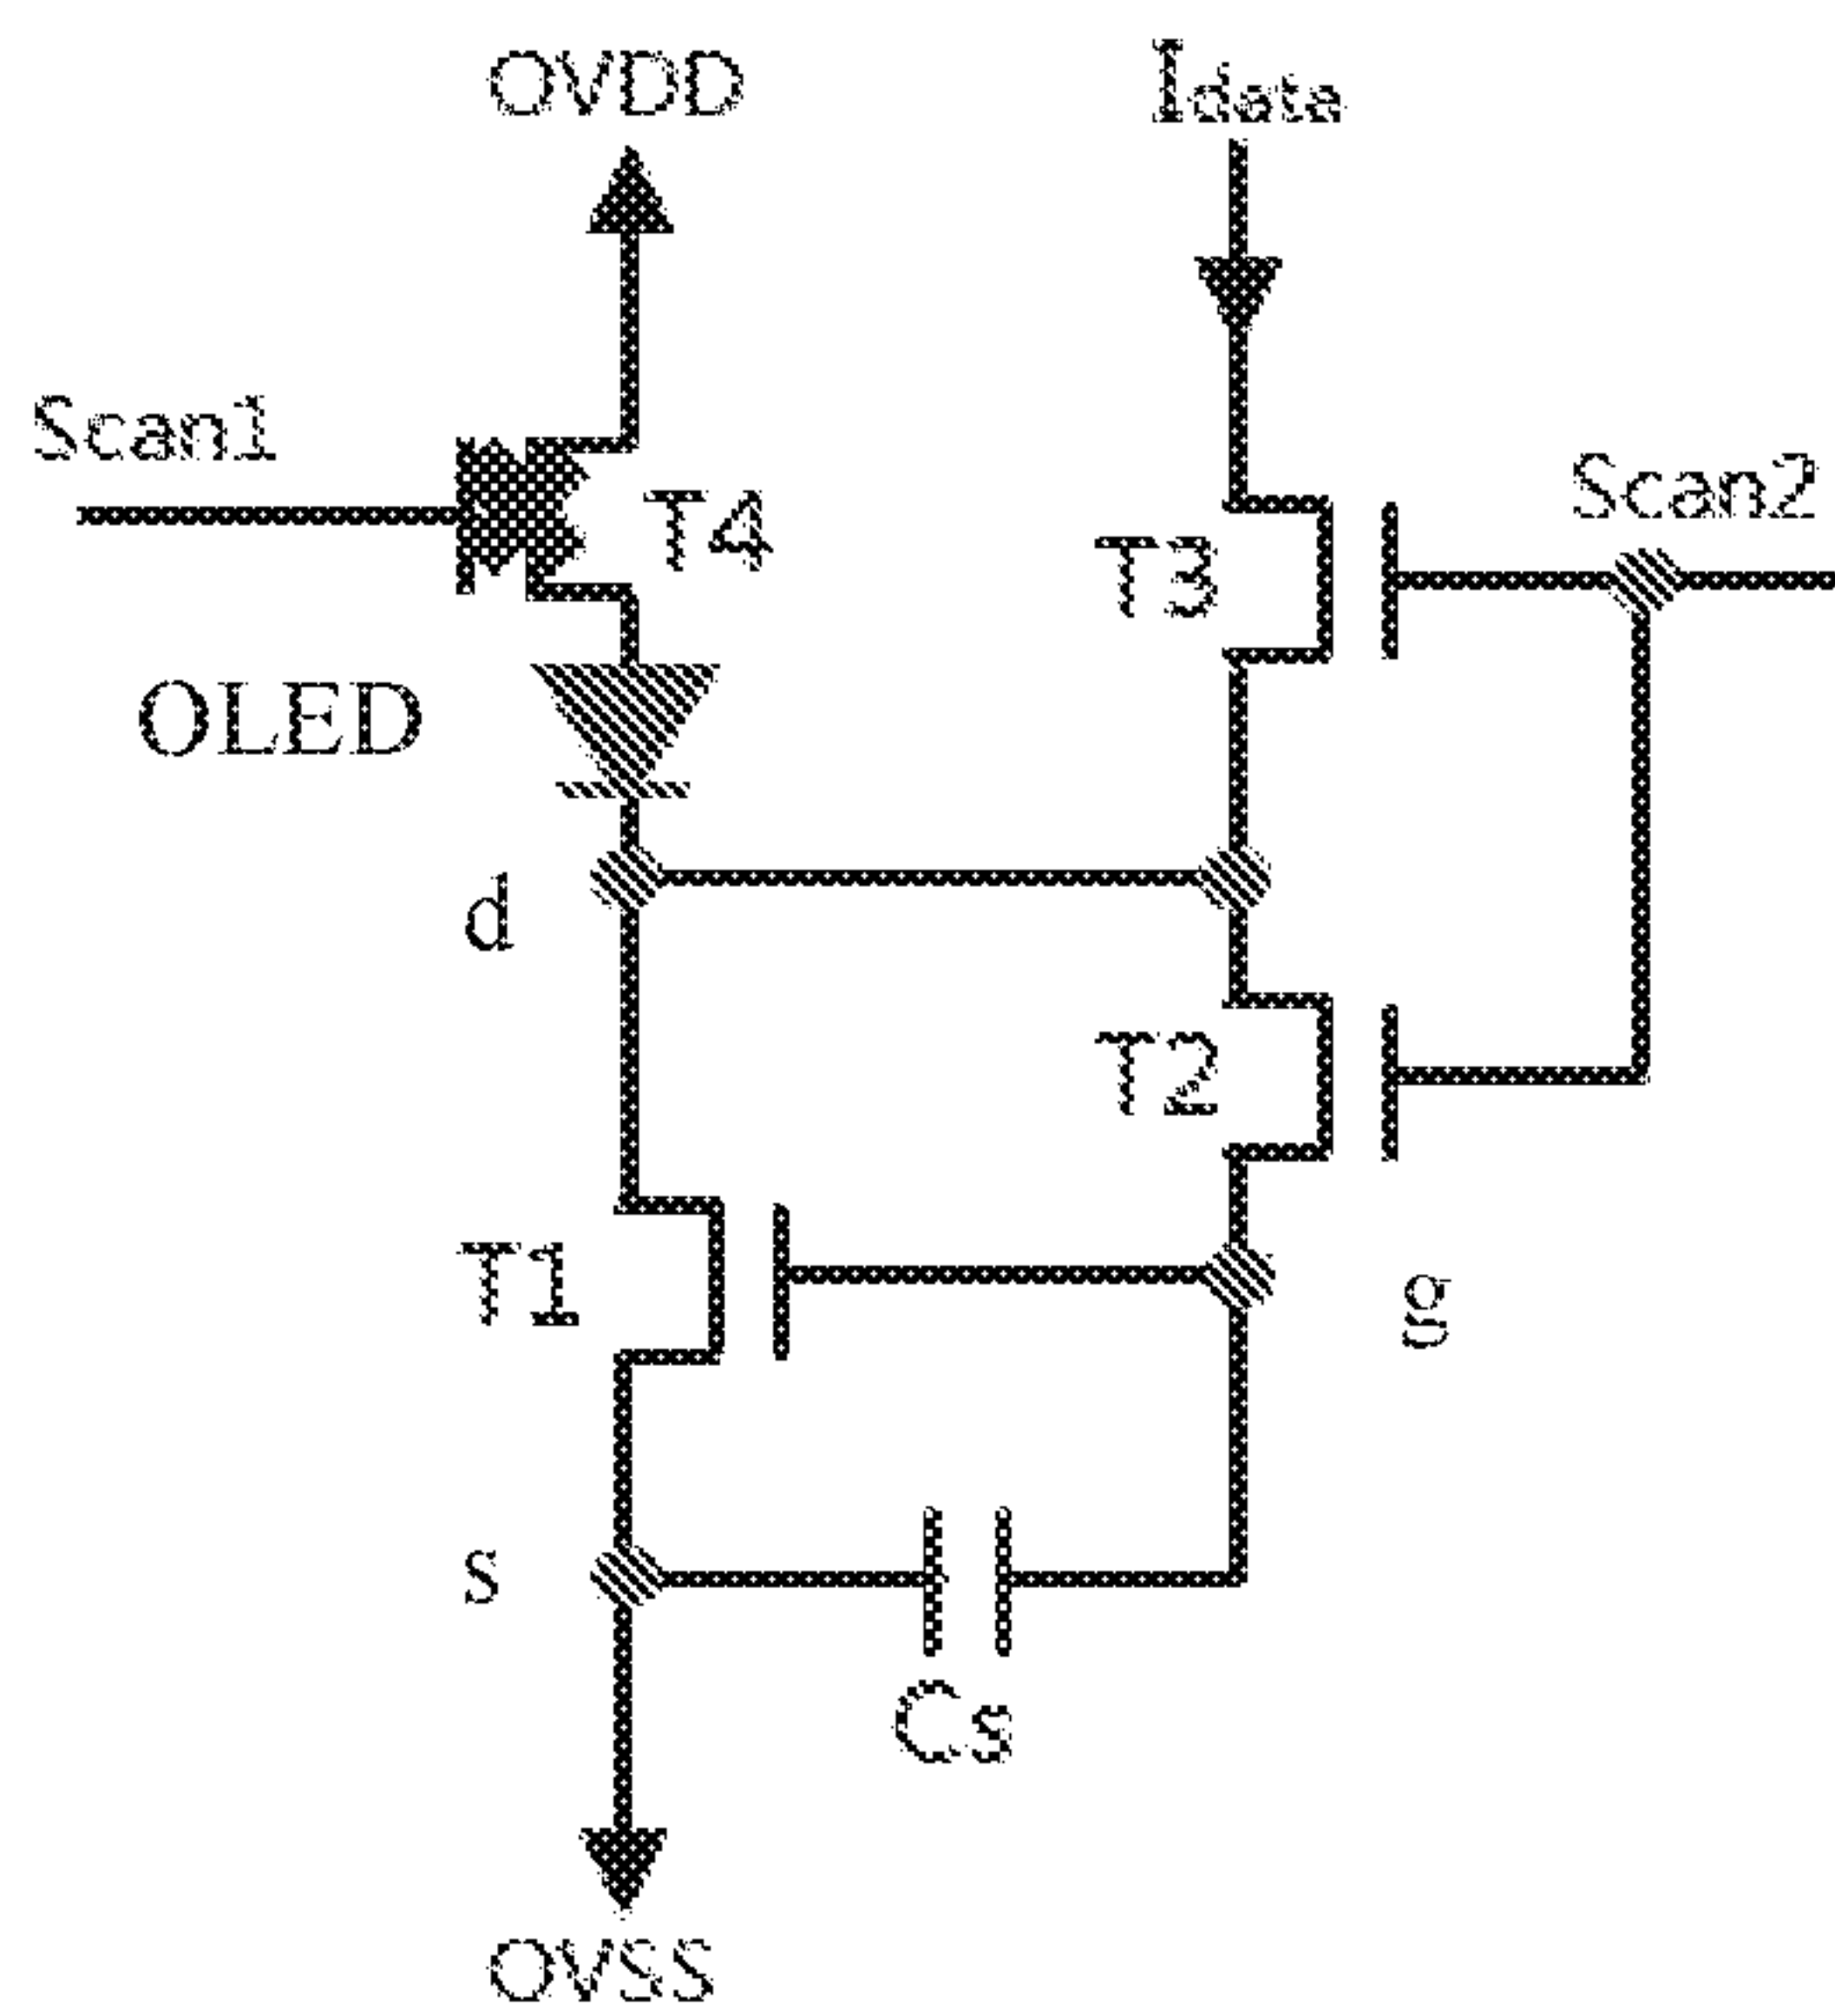 OVDD
Idata
Scan1
Scan2
T4
T3
OLED
d
T2
T1
g
s
Cs
OVSS